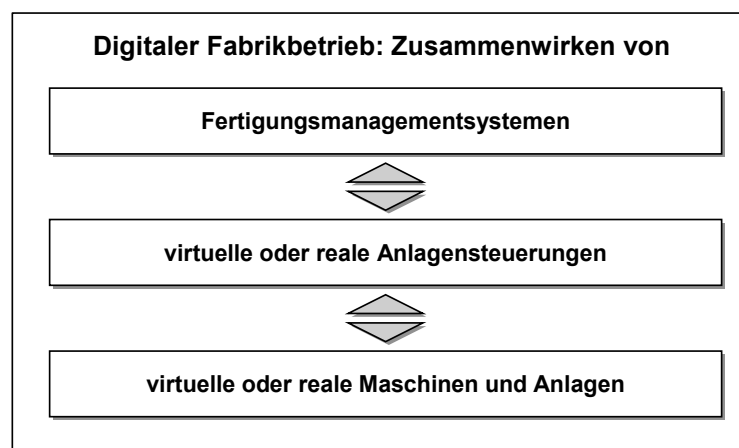 Digitaler Fabrikbetrieb: Zusammenwirken von
Fertigungsmanagementsystemen
virtuelle oder reale Anlagensteuerungen
virtuelle oder reale Maschinen und Anlagen